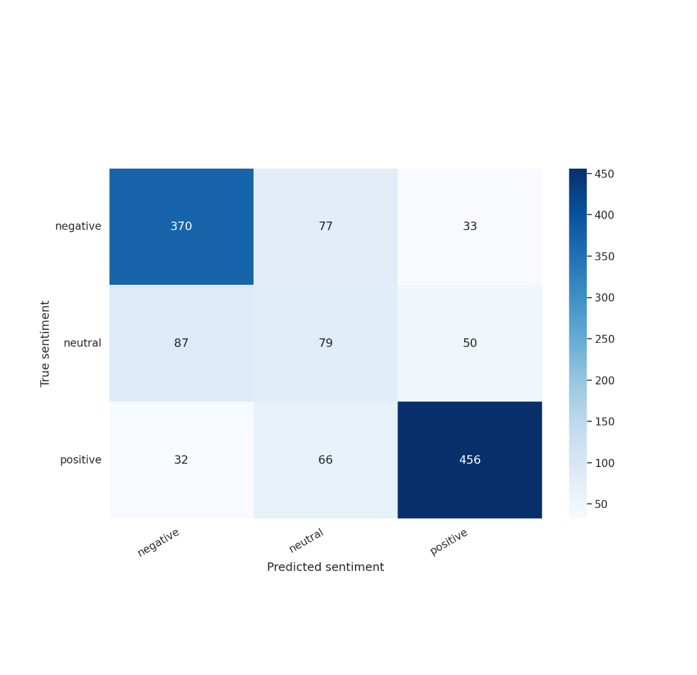 450
400
350
300
250
200
150
100
50
negative 370 77 33
neutral 87 79 50
positive 32 66 456
True sentiment
negative neutral positive
Predicted sentiment